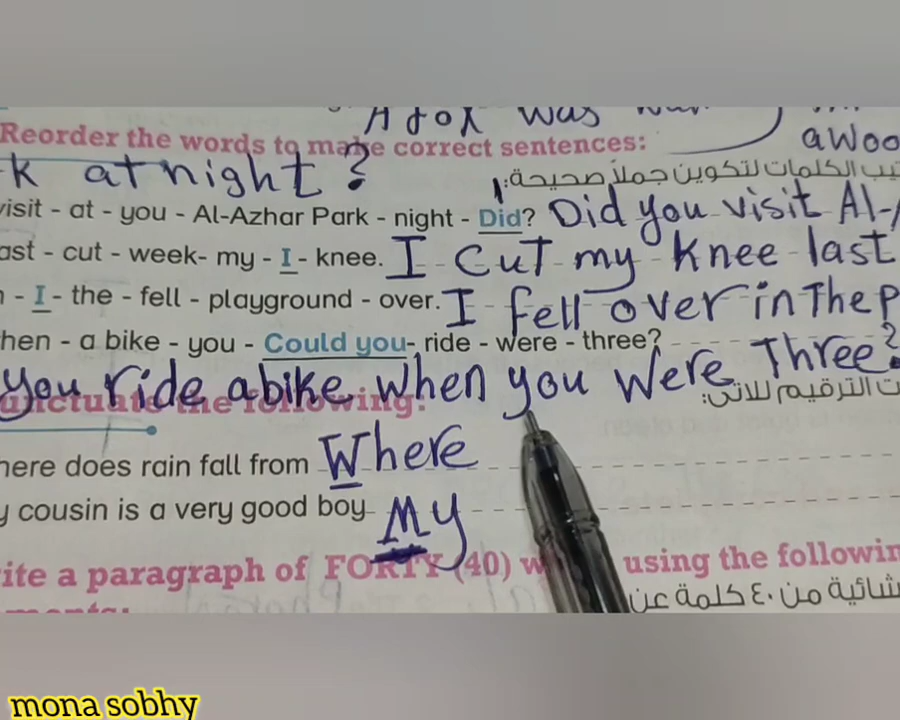 A fox was
Reorder the words to make correct sentences:
awoo
k at night?
تيب الكلمات لتكوين جملاً صحيحة:
visit - at - you - Al-Azhar Park - night - Did? Did you visit Al-A
ast - cut - week- my - I - knee. I cut my knee last
n - I - the - fell - playground - over. I fell over in the p
hen - a bike - you - Could you- ride - were - three?
you ride a bike when you were Three?
unctuate the following:
ت الترقيم للاتى:
here does rain fall from Where
y cousin is a very good boy My
ite a paragraph of FORTY (40) w using the followin
شائية من ٤٠ كلمة عن
ments:
mona sobhy